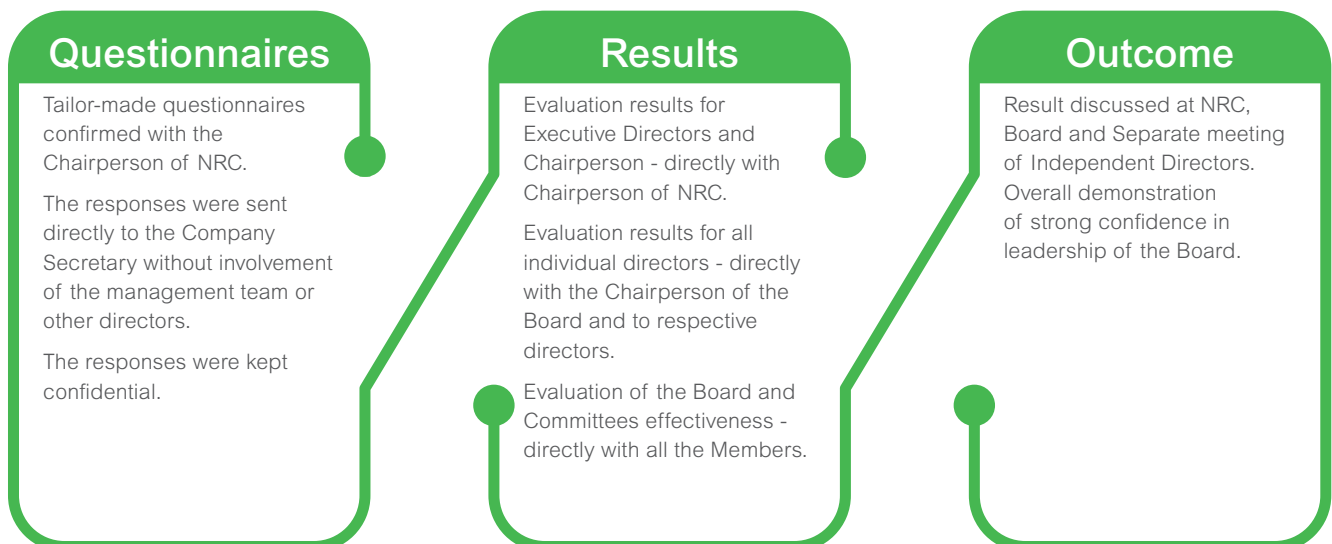 Questionnaires
Tailor-made questionnaires
confirmed with the
Chairperson of NRC.
The responses were sent
directly to the Company
Secretary without involvement
of the management team or
other directors.
The responses were kept
confidential.
Results
Evaluation results for
Executive Directors and
Chairperson - directly with
Chairperson of NRC.
Evaluation results for all
individual directors - directly
with the Chairperson of the
Board and to respective
directors.
Evaluation of the Board and
Committees effectiveness -
directly with all the Members.
Outcome
Result discussed at NRC,
Board and Separate meeting
of Independent Directors.
Overall demonstration
of strong confidence in
leadership of the Board.